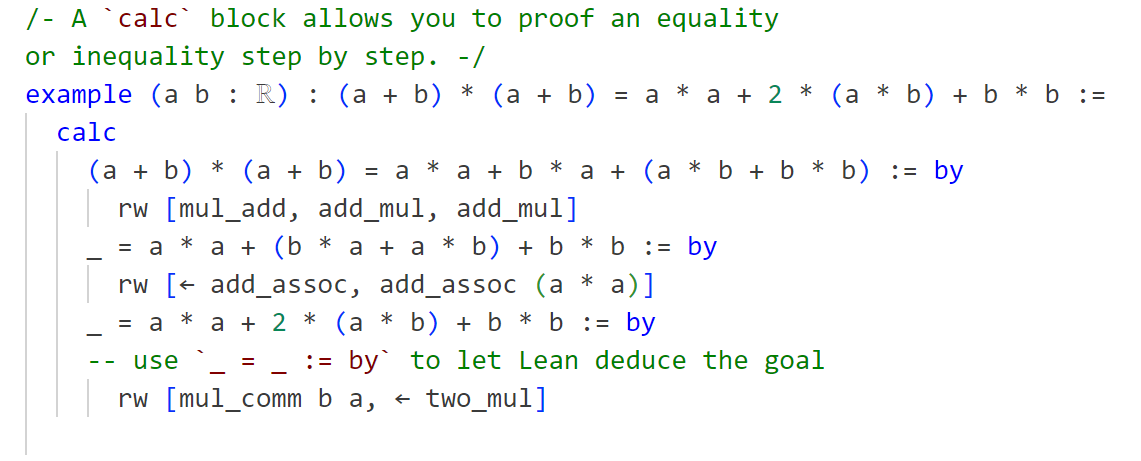 /- A `calc` block allows you to proof an equality
or inequality step by step. -/
example (a b : ℝ) : (a + b) * (a + b) = a * a + 2 * (a * b) + b * b :=
calc
(a + b) * (a + b) = a * a + b * a + (a * b + b * b) := by
rw [mul_add, add_mul, add_mul]
_ = a * a + (b * a + a * b) + b * b := by
rw [← add_assoc, add_assoc (a * a)]
_ = a * a + 2 * (a * b) + b * b := by
-- use `_ = _ := by` to let Lean deduce the goal
rw [mul_comm b a, ← two_mul]